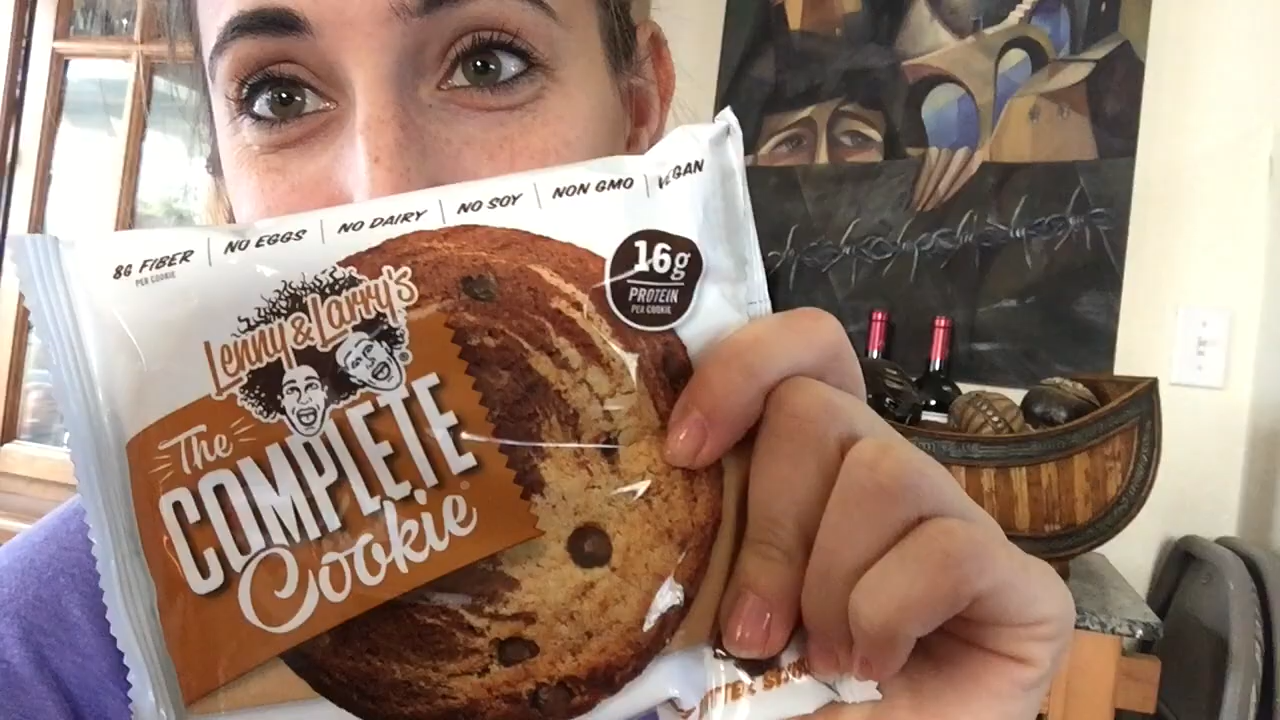 8G FIBER | NO EGGS | NO DAIRY | NO SOY | NON GMO | VEGAN
PER COOKIE
16g
PROTEIN
PER COOKIE
Lenny & Larry's®
The
COMPLETE
Cookie®